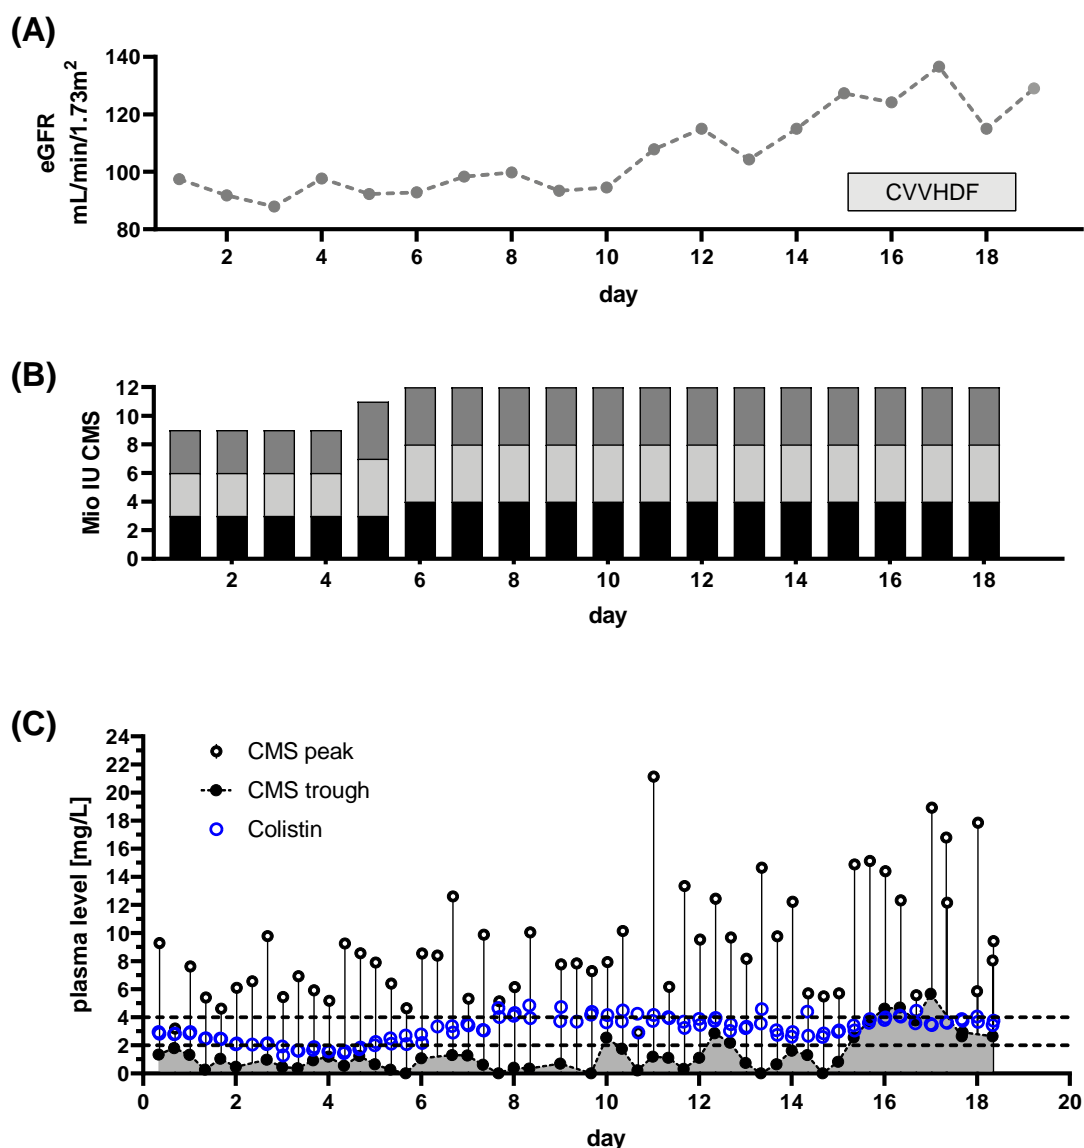 (A)
140
120
100
80
eGFR
mL/min/1.73m²
CVVHDF
2 4 6 8 10 12 14 16 18
day
(B)
12
10
8
6
4
2
0
Mio IU CMS
2 4 6 8 10 12 14 16 18
day
(C)
24
22
20
18
16
14
12
10
8
6
4
2
0
plasma level [mg/L]
CMS peak
CMS trough
Colistin
0 2 4 6 8 10 12 14 16 18 20
day